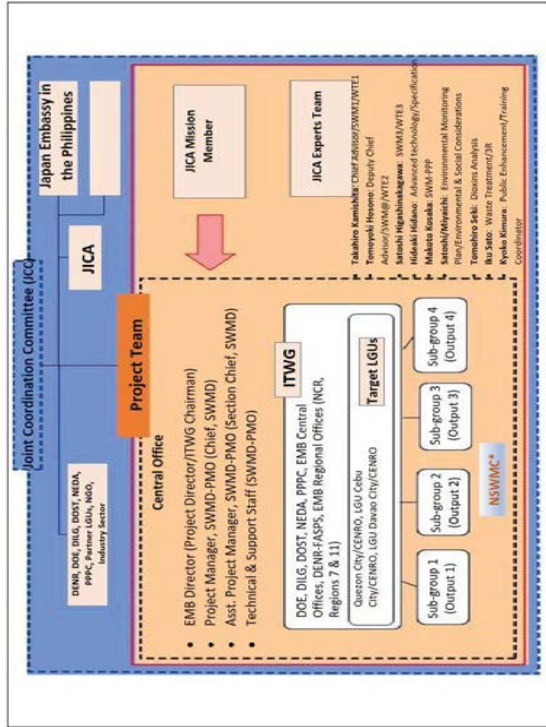 Joint Coordination Committee (JCC)
DENR, DOE, DILG, DOST, NEDA,
PPPC, Partner LGUs, NGO,
Industry Sector
JICA
Japan Embassy in
the Philippines
Project Team
Central Office
• EMB Director (Project Director/ITWG Chairman)
• Project Manager, SWMD-PMO (Chief, SWMD)
• Asst. Project Manager, SWMD-PMO (Section Chief, SWMD)
• Technical & Support Staff (SWMD-PMO)
JICA Mission
Member
ITWG
DOE, DILG, DOST, NEDA, PPPC, EMB Central
Offices, DENR-FASPS, EMB Regional Offices (NCR,
Regions 7 & 11)
Target LGUs
Quezon City/CENRO, LGU Cebu
City/CENRO, LGU Davao City/CENRO
Sub-group 1
(Output 1)
Sub-group 2
(Output 2)
Sub-group 3
(Output 3)
Sub-group 4
(Output 4)
NSWMC*
JICA Experts Team
Takahiro Kamishita: Chief Advisor/SWM1/WTE1
Tomoyoki Hosono: Deputy Chief
Advisor/SWM@/WTE2
Satoshi Higashinakagawa: SWM3/WTE3
Hideaki Hidano: Advanced technology/Specification
Makoto Kosaka: SWM-PPP
Satoshi/Miyaichi: Environmental Monitoring
Plan/Environmental & Social Considerations
Tomohiro Seki: Dioxins Analysis
Iku Sato: Waste Treatment/3R
Kyoko Kimura: Public Enhancement/Training
Coordinator